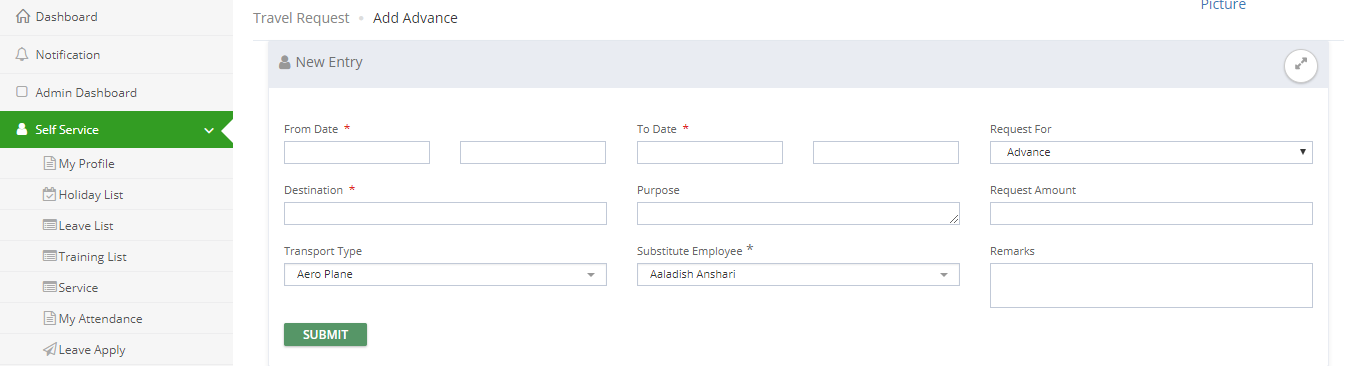 Picture
Dashboard
Notification
Admin Dashboard
Self Service
My Profile
Holiday List
Leave List
Training List
Service
My Attendance
Leave Apply
Travel Request • Add Advance
New Entry
From Date * To Date * Request For
Advance
Destination * Purpose Request Amount
Transport Type Substitute Employee * Remarks
Aero Plane Aaladish Anshari
SUBMIT